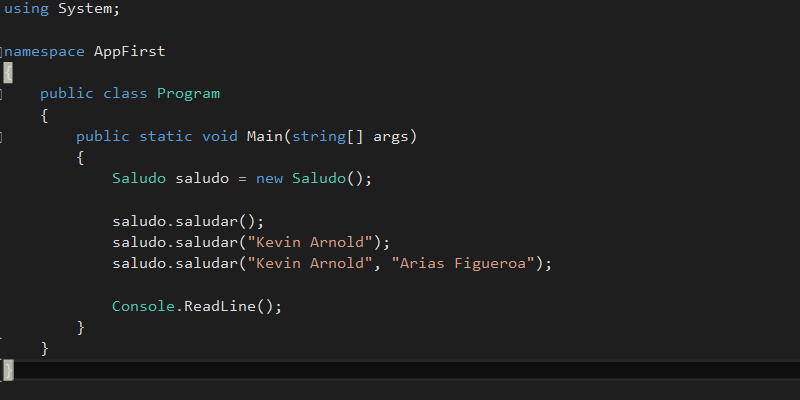 using System;
namespace AppFirst
{
public class Program
{
public static void Main(string[] args)
{
Saludo saludo = new Saludo();
saludo.saludar();
saludo.saludar("Kevin Arnold");
saludo.saludar("Kevin Arnold", "Arias Figueroa");
Console.ReadLine();
}
}
}